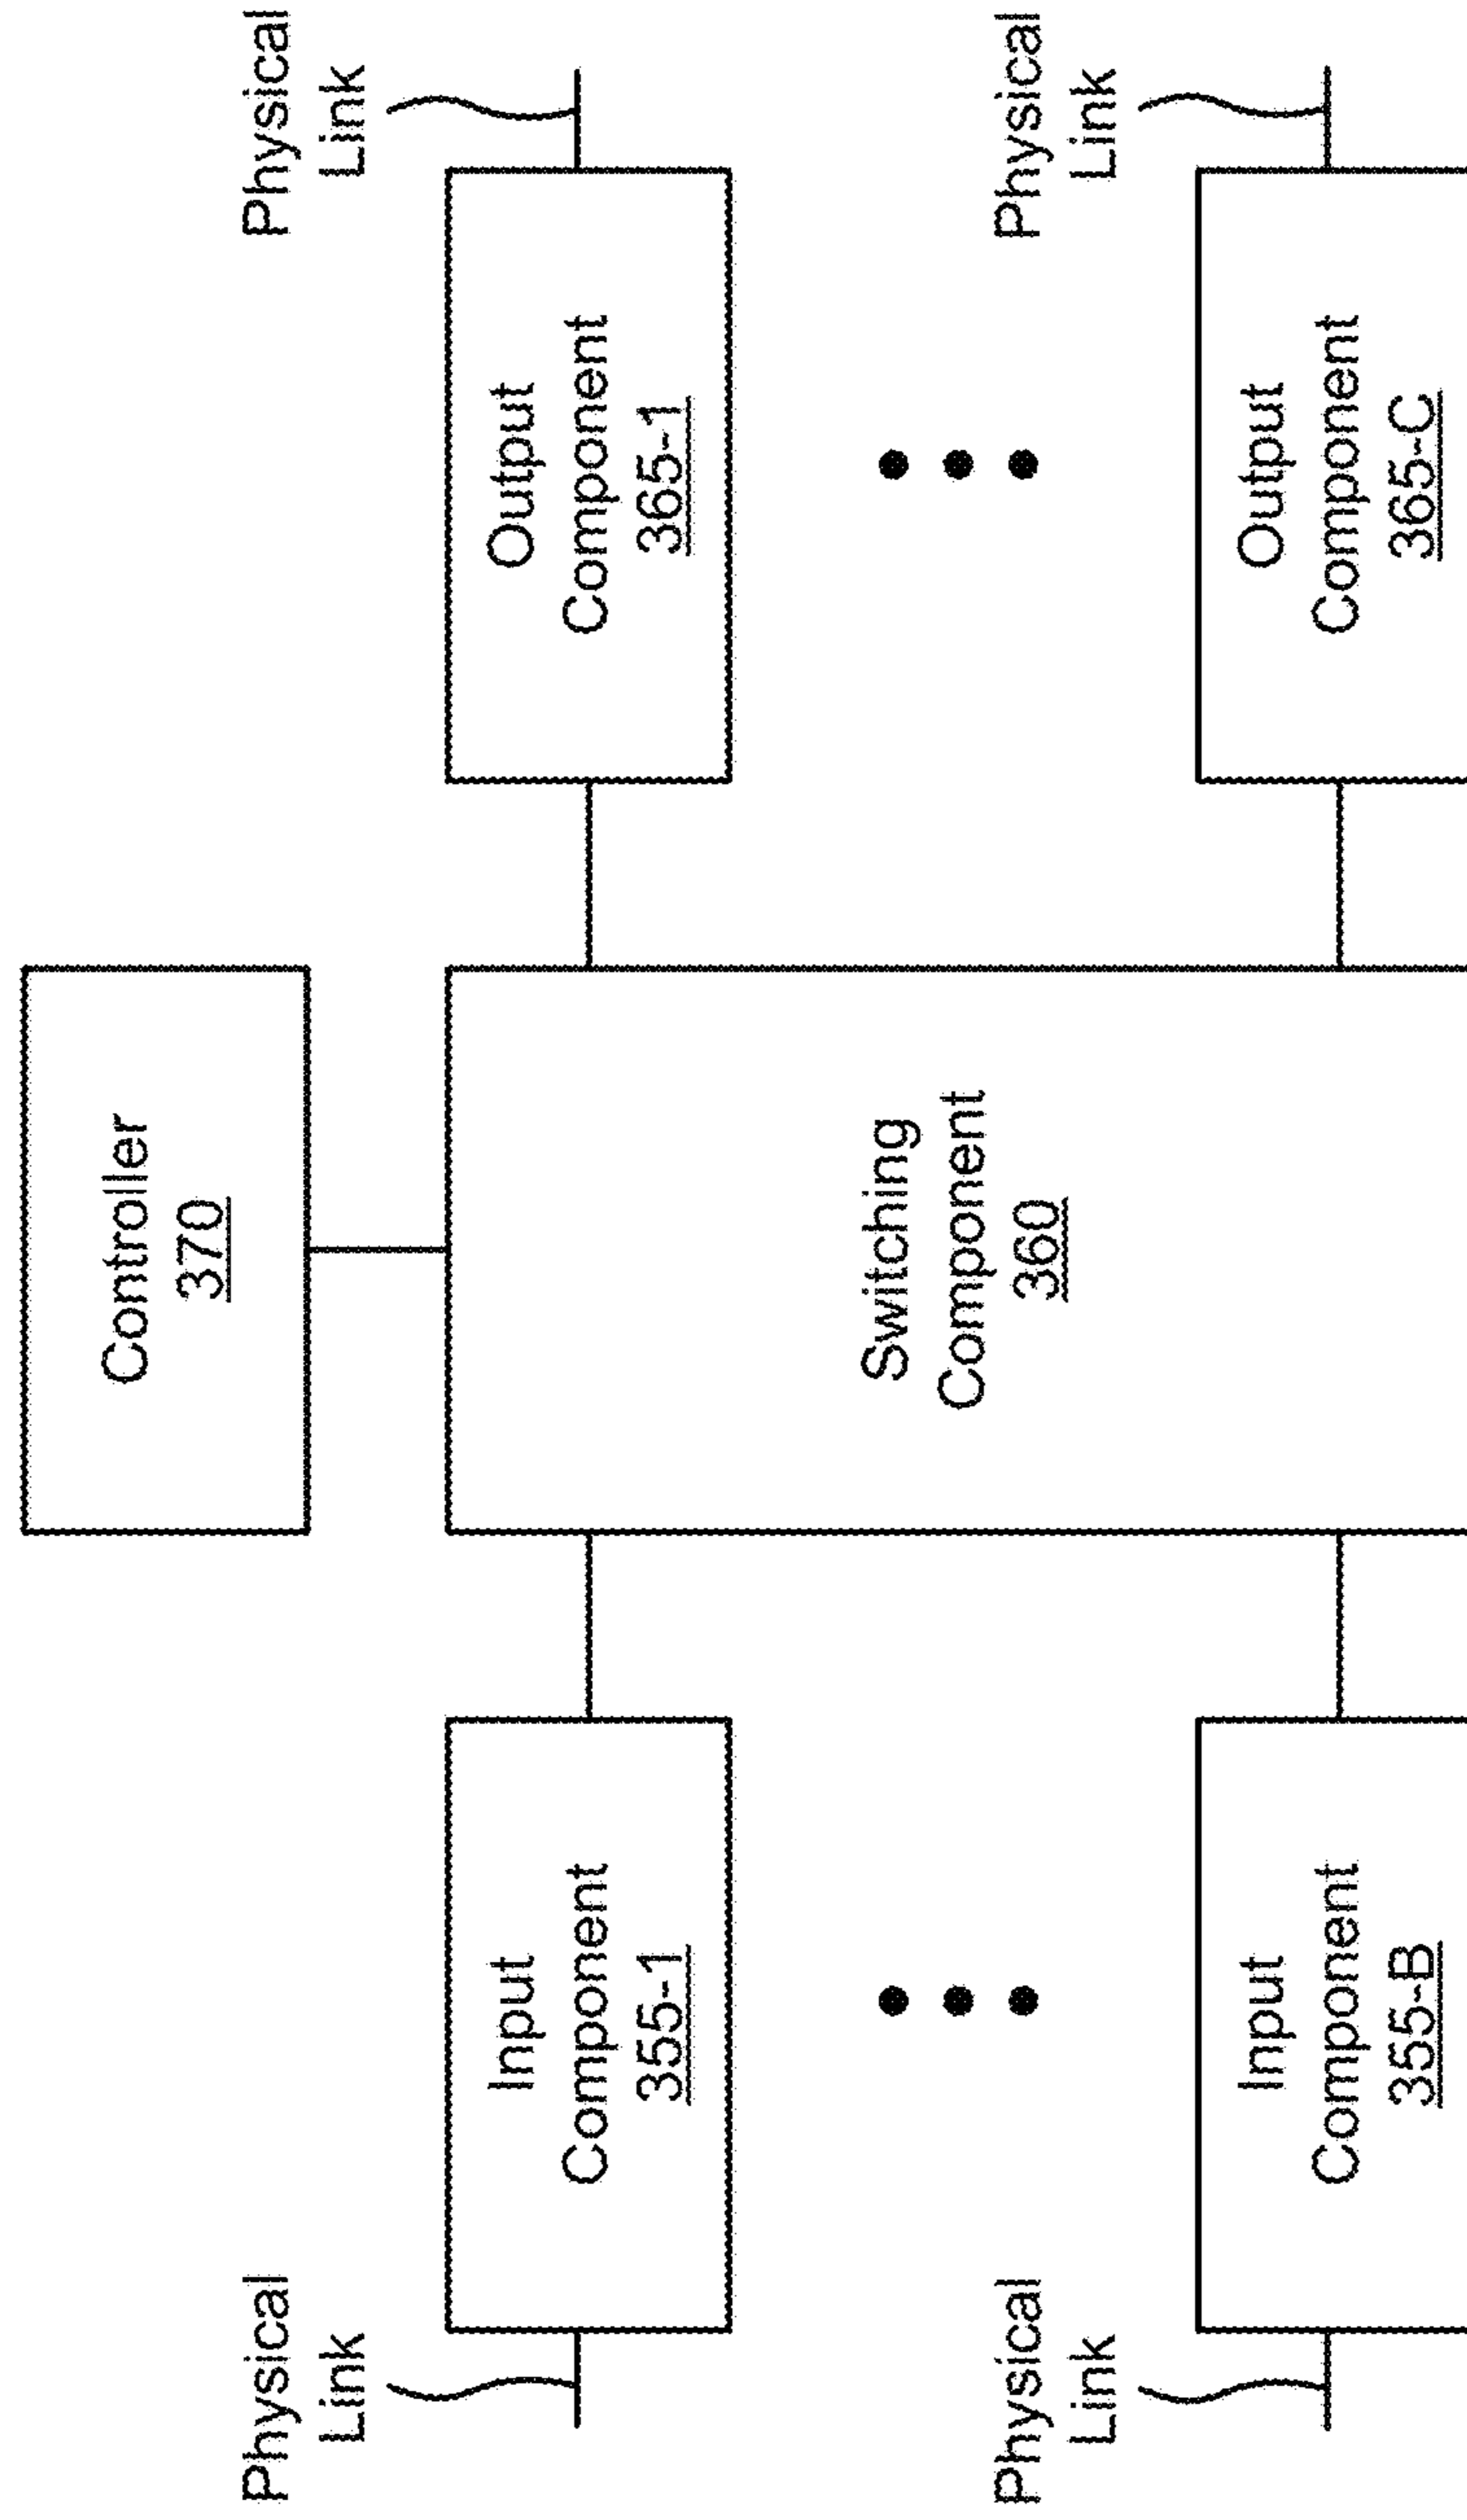 Controller
370
Physical
Link
Physical
Link
Input
Component
355-1
Output
Component
365-1
Switching
Component
360
Physical
Link
Physical
Link
Input
Component
355-B
Output
Component
365-C